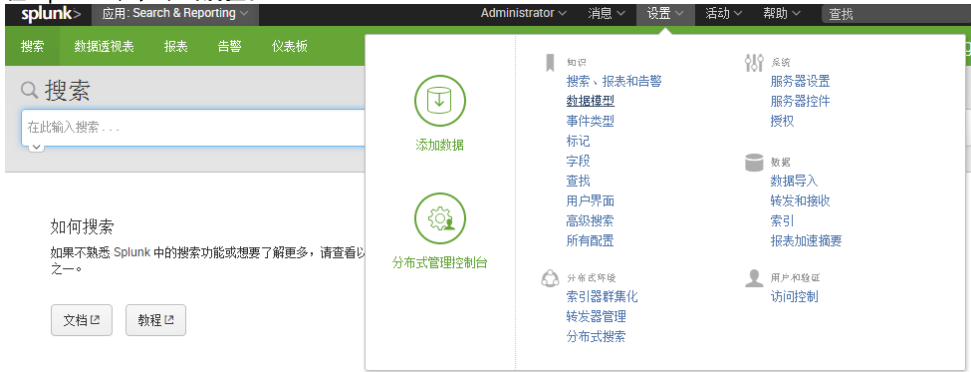 splunk> 应用: Search & Reporting Administrator 消息 设置 活动 帮助 查找
搜索 数据透视表 报表 告警 仪表板
搜索
在此输入搭索 . . .
如何搜索
如果不熟悉 Splunk 中的搜索功能或想要了解更多，请查看以
之一。
文档 教程
添加数据
分布式管理控制台
知识
搜索、报表和告警
数据模型
事件类型
标记
字段
查找
用户界面
高级搜索
所有配置
分布式环境
索引器群集化
转发器管理
分布式搜索
系统
服务器设置
服务器控件
授权
数据
数据导入
转发和接收
索引
报表加速摘要
用户和验证
访问控制